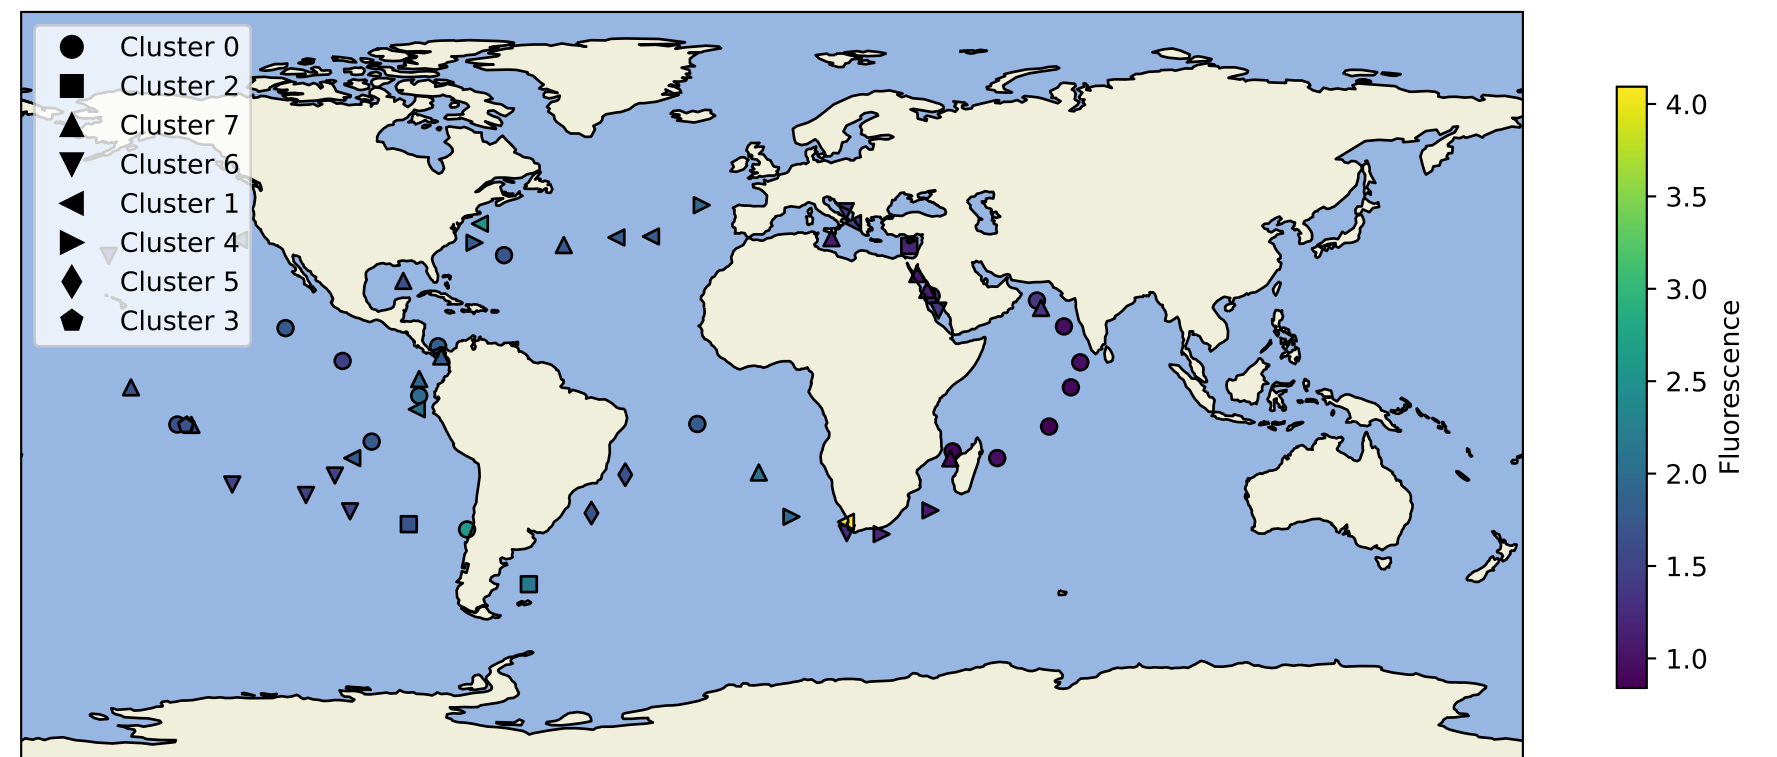 Cluster 0
Cluster 2
Cluster 7
Cluster 6
Cluster 1
Cluster 4
Cluster 5
Cluster 3
4.0
3.5
3.0
2.5
2.0
1.5
1.0
Fluorescence